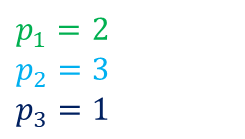 p₁ = 2
p₂ = 3
p₃ = 1